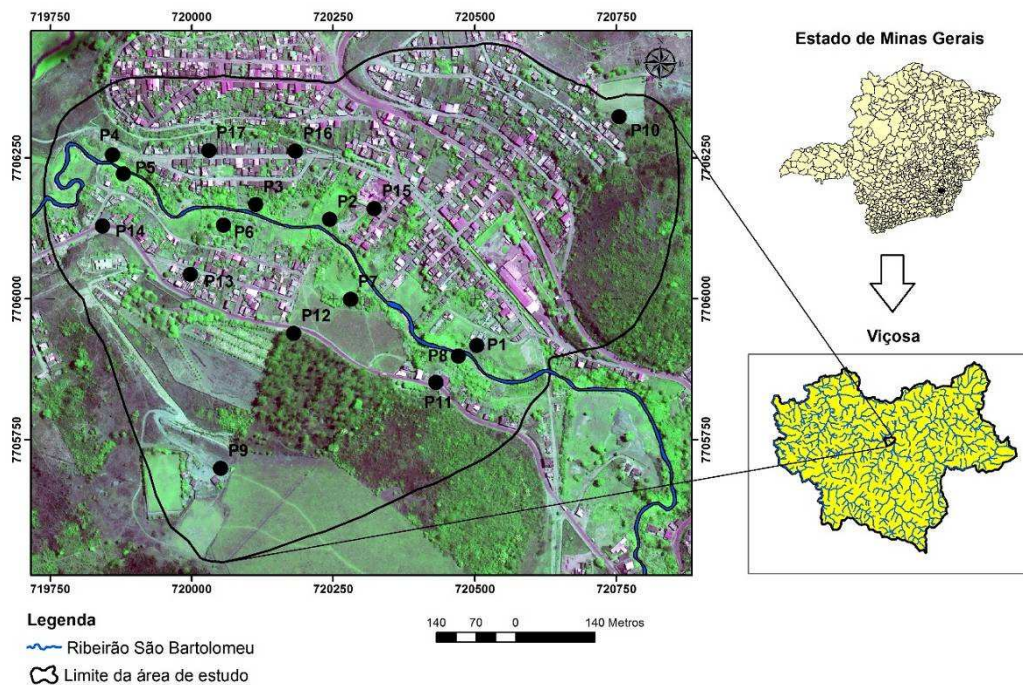 719750 720000 720250 720500 720750
Estado de Minas Gerais
N
S
P10
P17 P16
P4
7706250 7706250
P5
P3
P15
P2
P14 P6
P13
P7
7706000 7706000
Viçosa
P12
P1
P8
P11
7705750 7705750
P9
719750 720000 720250 720500 720750
Legenda
140 70 0 140 Metros
Ribeirão São Bartolomeu
Limite da área de estudo